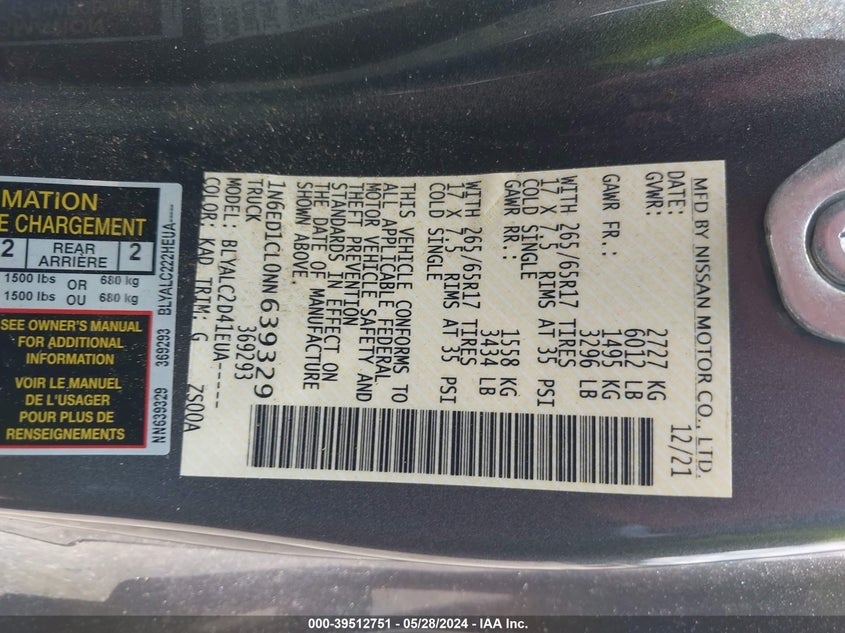 MFD BY NISSAN MOTOR CO., LTD.
DATE: 12/21
GVWR: 2727 KG
6012 LB
GAWR FR.: 1495 KG
3296 LB
WITH 265/65R17 TIRES
17 X 7.5 RIMS AT 35 PSI
COLD SINGLE
GAWR RR.: 1558 KG
3434 LB
WITH 265/65R17 TIRES
17 X 7.5 RIMS AT 35 PSI
COLD SINGLE
THIS VEHICLE CONFORMS TO
ALL APPLICABLE FEDERAL
MOTOR VEHICLE SAFETY AND
THEFT PREVENTION
STANDARDS IN EFFECT ON
THE DATE OF MANUFACTURE
SHOWN ABOVE.
1N6ED1CL0NN639329
TRUCK 369293
MODEL: BLYALC2D41EUA-----
COLOR: KAD TRIM: G ZS00A
MATION
E CHARGEMENT
2 REAR ARRIÈRE 2
1500 lbs OR 680 kg
1500 lbs OU 680 kg
SEE OWNER'S MANUAL
FOR ADDITIONAL
INFORMATION
VOIR LE MANUEL
DE L'USAGER
POUR PLUS DE
RENSEIGNEMENTS
NN639329 369293 BLYALC222HEUA----
000-39512751 / 05/28/2024 - IAA Inc.